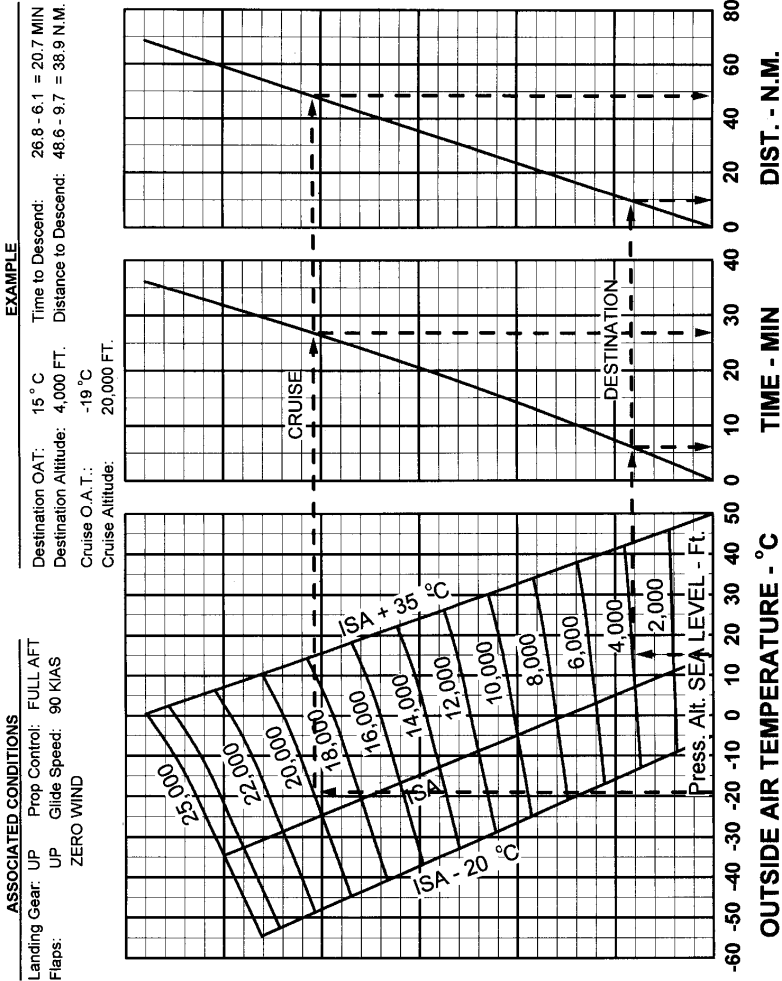 ASSOCIATED CONDITIONS
Landing Gear: UP Prop Control: FULL AFT
Flaps: UP Glide Speed: 90 KIAS
ZERO WIND
EXAMPLE
Destination OAT: 15° C
Destination Altitude: 4,000 FT.
Cruise O.A.T.: -19 °C
Cruise Altitude: 20,000 FT.
Time to Descend: 26.8 - 6.1 = 20.7 MIN
Distance to Descend: 48.6 - 9.7 = 38.9 N.M.
25,000
22,000
20,000
18,000
16,000
14,000
12,000
10,000
8,000
6,000
4,000
2,000
Press. Alt. SEA LEVEL - Ft.
ISA + 35 °C
ISA
ISA - 20 °C
CRUISE
DESTINATION
-60 -50 -40 -30 -20 -10 0 10 20 30 40 50
OUTSIDE AIR TEMPERATURE - °C
0 10 20 30 40
TIME - MIN
0 20 40 60 80
DIST. - N.M.